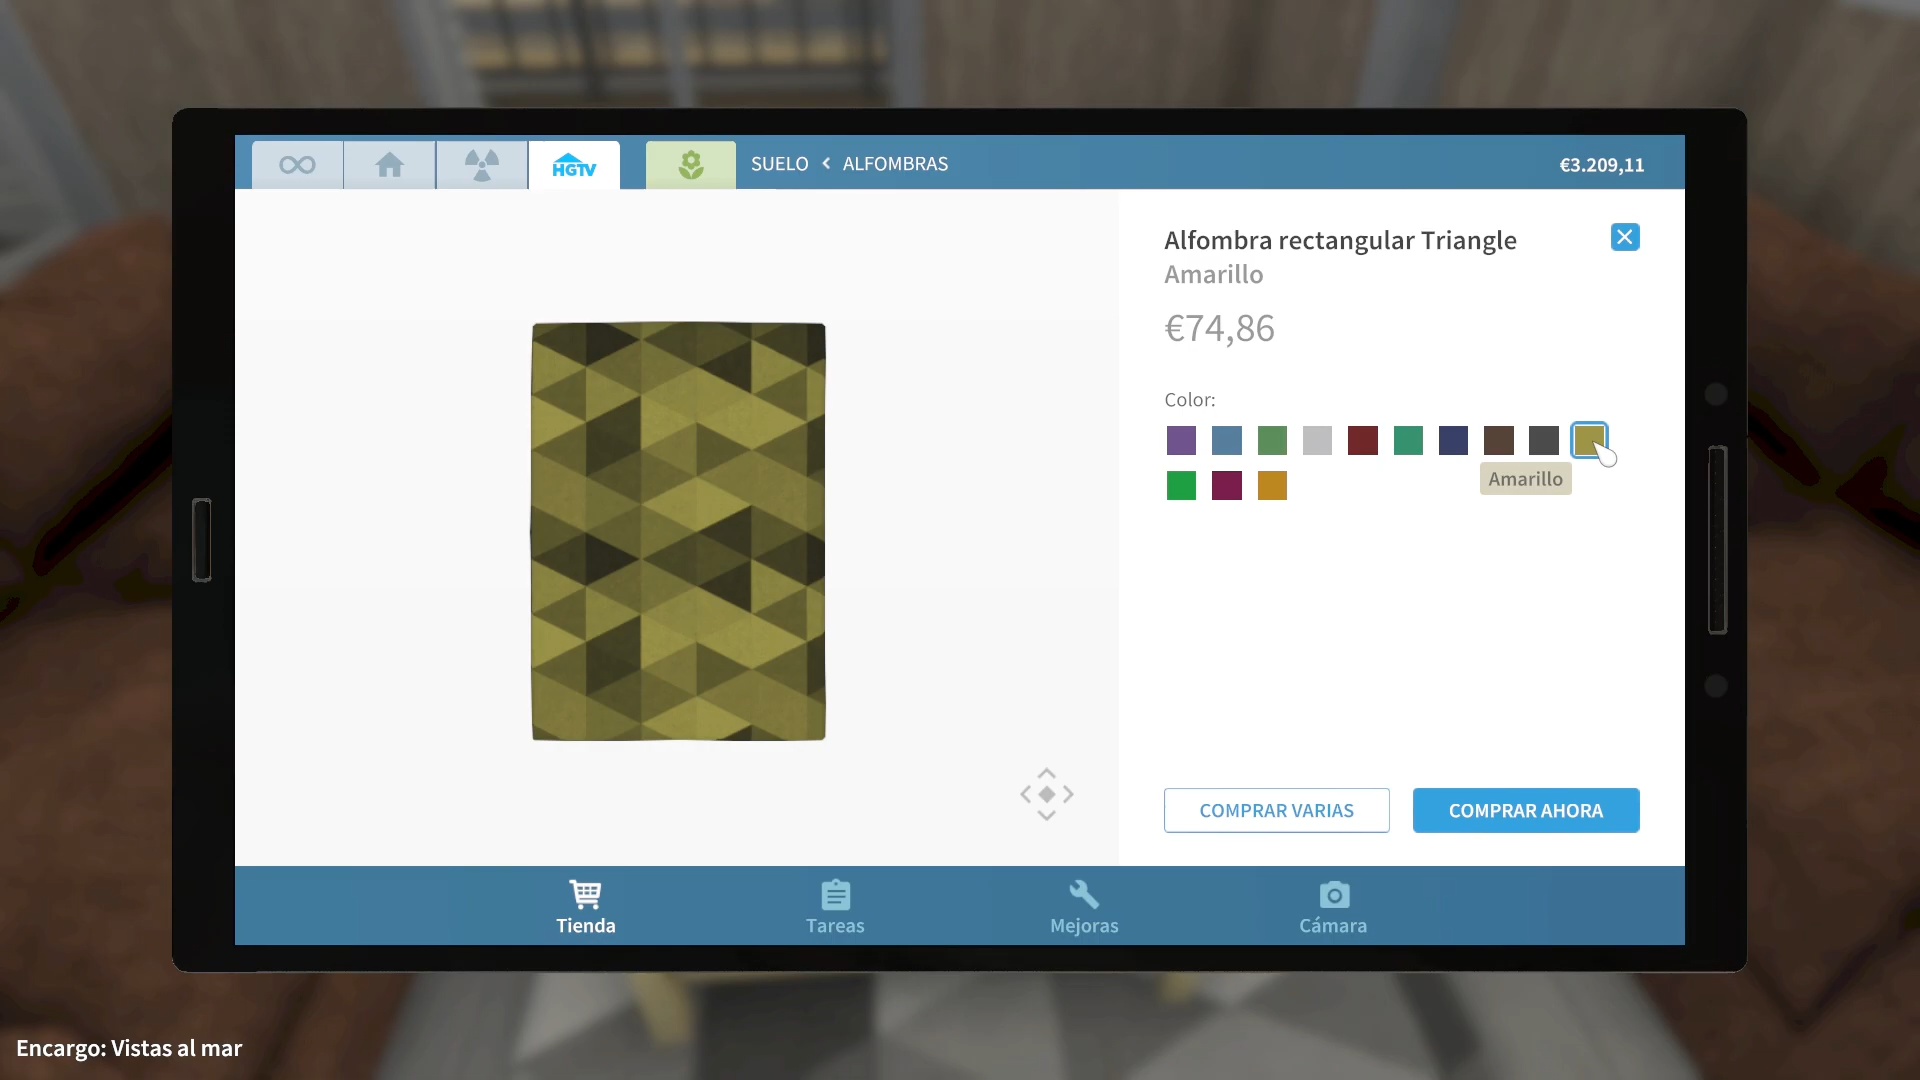 HGTV
SUELO < ALFOMBRAS
€3.209,11
Alfombra rectangular Triangle
Amarillo
€74,86
Color:
Amarillo
COMPRAR VARIAS
COMPRAR AHORA
Tienda
Tareas
Mejoras
Cámara
Encargo: Vistas al mar